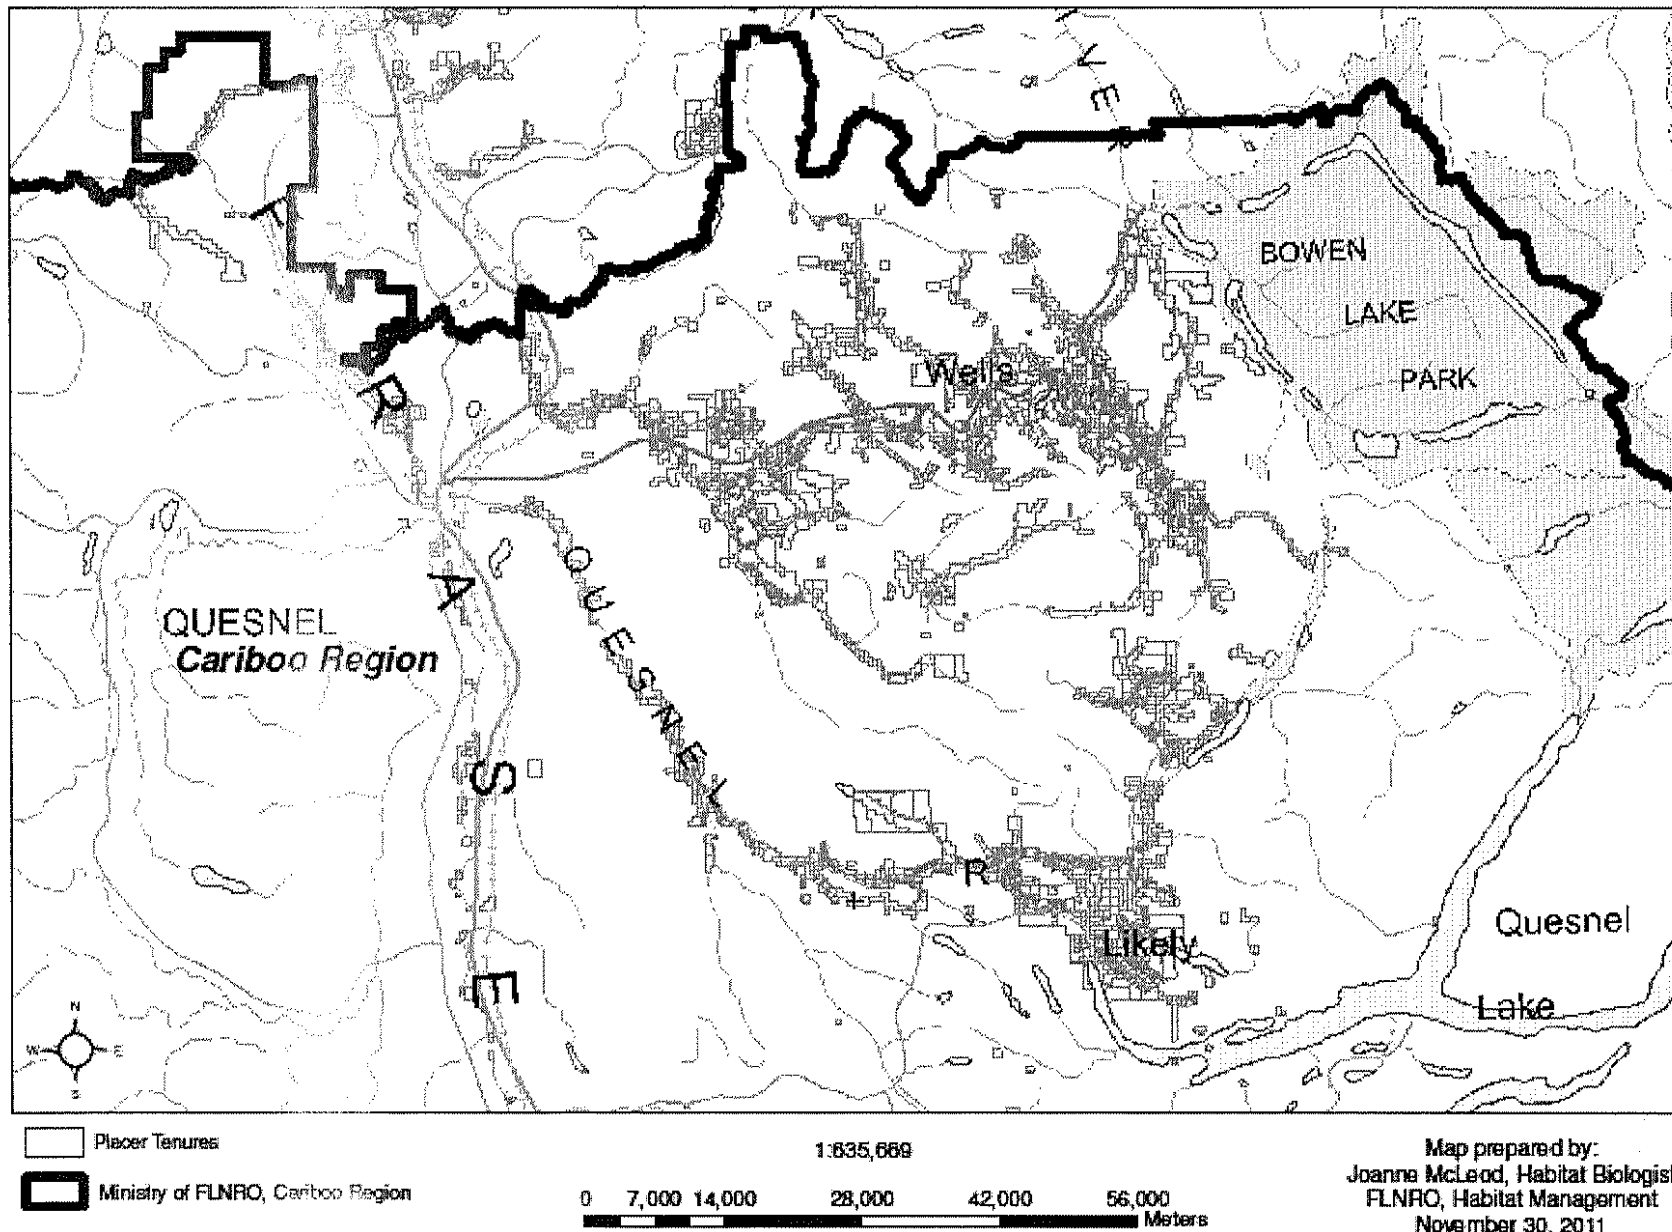 V
E
R
BOWEN
LAKE
PARK
Wells
QUESNEL
Cariboo Region
F
R
A
S
E
QUESNEL
R
Likely
Quesnel
Lake
N
W E
S
Placer Tenures
Ministry of FLNRO, Cariboo Region
1:635,669
0 7,000 14,000 28,000 42,000 56,000
Meters
Map prepared by:
Joanne McLeod, Habitat Biologis
FLNRO, Habitat Management
November 30, 2011